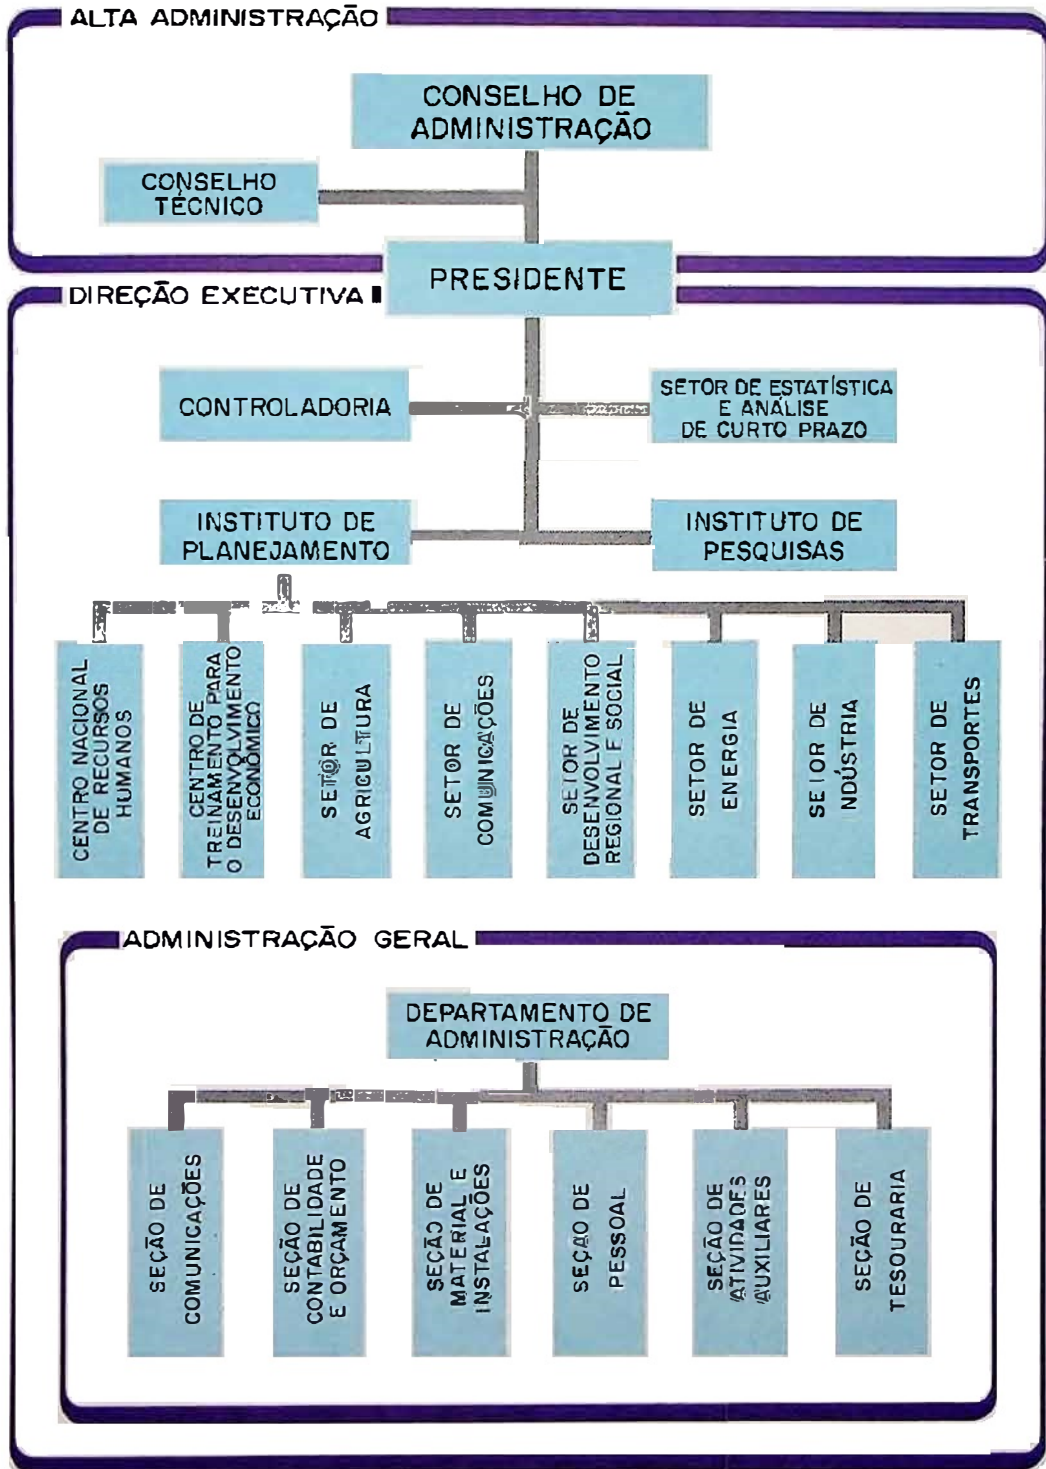 ALTA ADMINISTRAÇÃO
CONSELHO DE
ADMINISTRAÇÃO
CONSELHO
TÉCNICO
PRESIDENTE
DIREÇÃO EXECUTIVA
CONTROLADORIA
SETOR DE ESTATÍSTICA
E ANÁLISE
DE CURTO PRAZO
INSTITUTO DE
PLANEJAMENTO
INSTITUTO DE
PESQUISAS
CENTRO NACIONAL
DE RECURSOS
HUMANOS
CENTRO DE
TREINAMENTO PARA
O DESENVOLVIMENTO
ECONÔMICO
SETOR DE
AGRICULTURA
SETOR DE
COMUNICAÇÕES
SETOR DE
DESENVOLVIMENTO
REGIONAL E SOCIAL
SETOR DE
ENERGIA
SETOR DE
NDÚSTRIA
SETOR DE
TRANSPORTES
ADMINISTRAÇÃO GERAL
DEPARTAMENTO DE
ADMINISTRAÇÃO
SEÇÃO DE
COMUNICAÇÕES
SEÇÃO DE
CONTABILIDADE
E ORÇAMENTO
SEÇÃO DE
MATERIAL E
INSTALAÇÕES
SEÇÃO DE
PESSOAL
SEÇÃO DE
ATIVIDADES
AUXILIARES
SEÇÃO DE
TESOURARIA